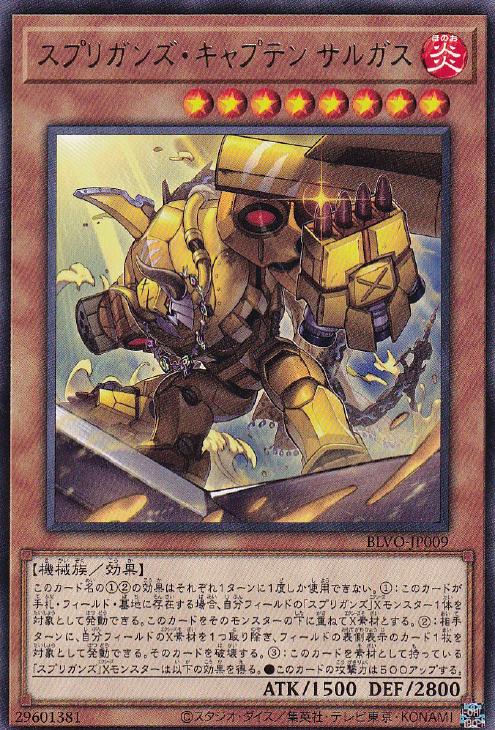 スプリガンズ・キャプテン サルガス
炎
ほのお
BLVO-JP009
【機械族／効果】
このカード名の①②の効果はそれぞれ１ターンに１度しか使用できない。①：このカードが
手札・フィールド・墓地に存在する場合、自分フィールドの「スプリガンズ」Xモンスター１体を
対象として発動できる。このカードをそのモンスターの下に重ねてX素材とする。②：相手
ターンに、自分フィールドのX素材を１つ取り除き、フィールドの表側表示のカード１枚を
対象として発動できる。そのカードを破壊する。③：このカードを素材として持っている
「スプリガンズ」Xモンスターは以下の効果を得る。●このカードの攻撃力は５００アップする。
ATK/1500 DEF/2800
29601381
©スタジオ・ダイス／集英社・テレビ東京・KONAMI